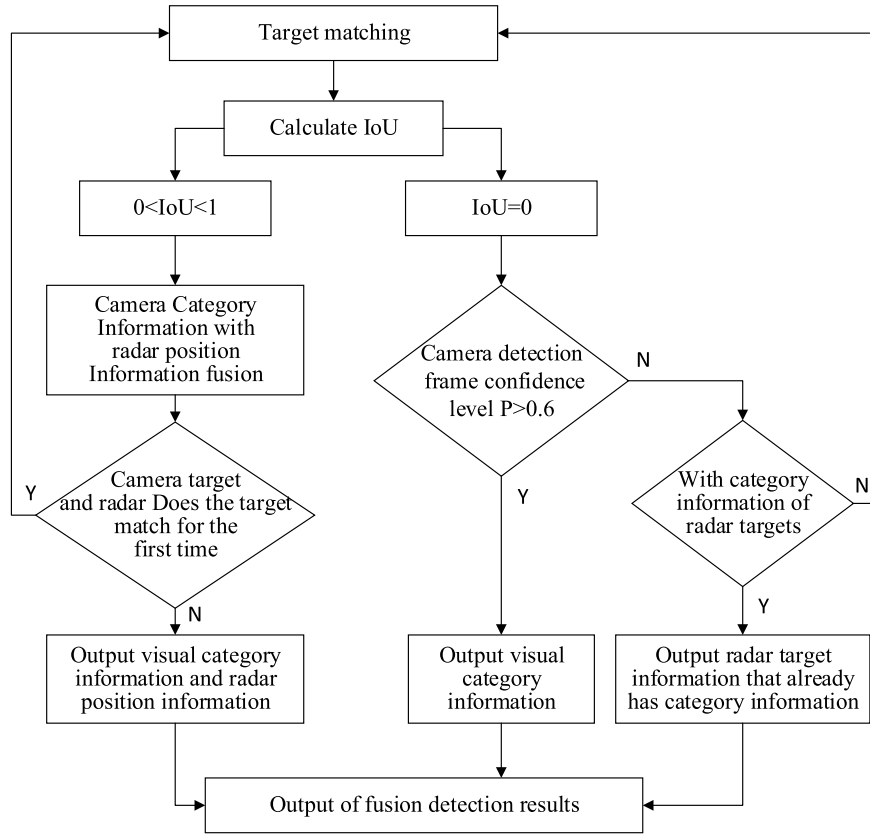 Target matching
Calculate IoU
0<IoU<1
IoU=0
Camera Category
Information with
radar position
Information fusion
Camera detection
frame confidence
level P>0.6
N
Camera target
and radar Does the target
match for the
first time
Y
With category
information of
radar targets
N
Y
N
Y
Output visual category
information and radar
position information
Output visual
category
information
Output radar target
information that already
has category information
Output of fusion detection results